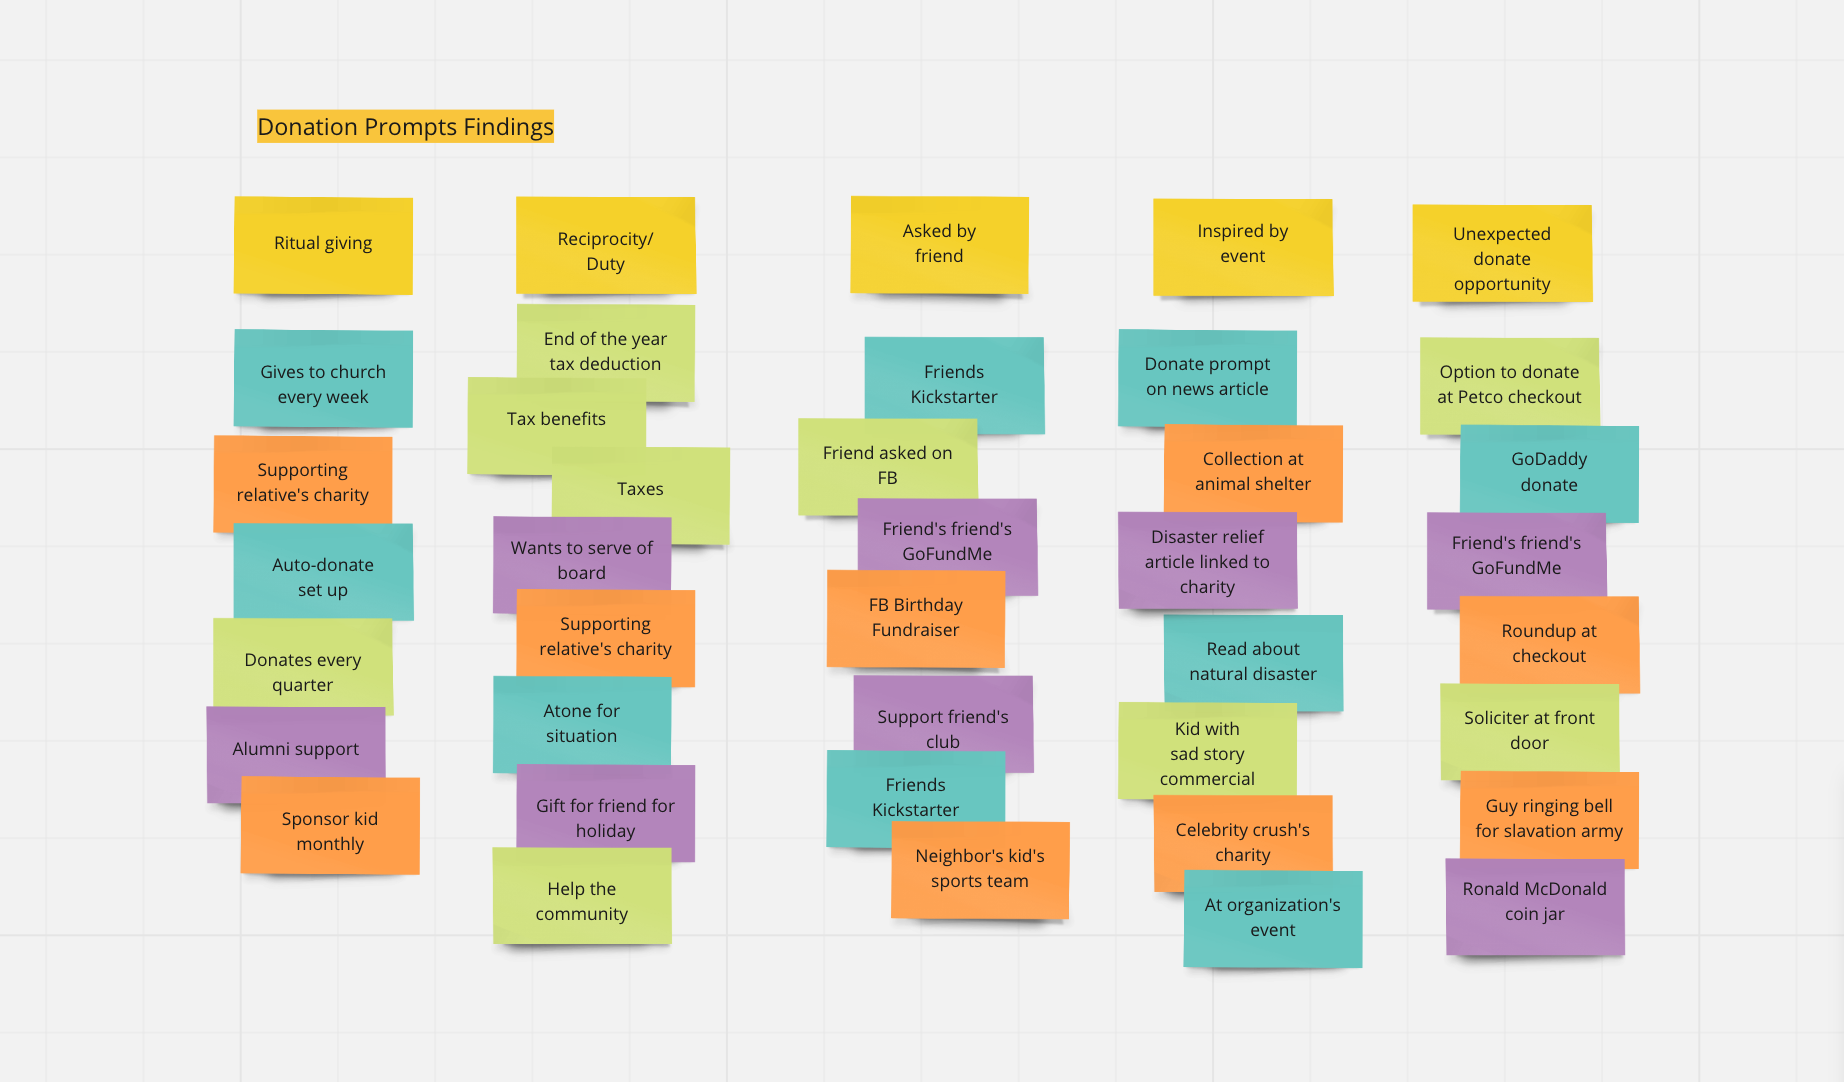 Donation Prompts Findings
Ritual giving
Gives to church
every week
Supporting
relative's charity
Auto-donate
set up
Donates every
quarter
Alumni support
Sponsor kid
monthly
Reciprocity/
Duty
End of the year
tax deduction
Tax benefits
Taxes
Wants to serve of
board
Supporting
relative's charity
Atone for
situation
Gift for friend for
holiday
Help the
community
Asked by
friend
Friends
Kickstarter
Friend asked on
FB
Friend's friend's
GoFundMe
FB Birthday
Fundraiser
Support friend's
club
Friends
Kickstarter
Neighbor's kid's
sports team
Inspired by
event
Donate prompt
on news article
Collection at
animal shelter
Disaster relief
article linked to
charity
Read about
natural disaster
Kid with
sad story
commercial
Celebrity crush's
charity
At organization's
event
Unexpected
donate
opportunity
Option to donate
at Petco checkout
GoDaddy
donate
Friend's friend's
GoFundMe
Roundup at
checkout
Soliciter at front
door
Guy ringing bell
for slavation army
Ronald McDonald
coin jar